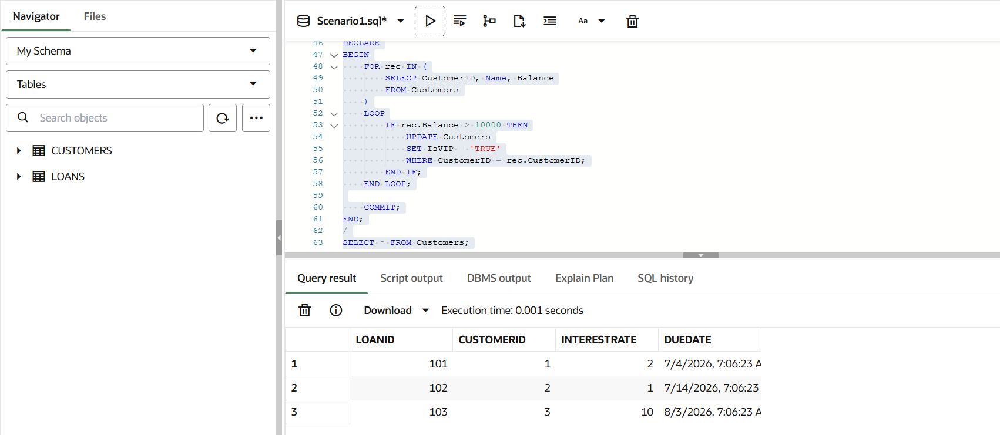 Navigator Files
My Schema
Tables
Search objects
CUSTOMERS
LOANS
Scenario1.sql* Aa
46 DECLARE
47 BEGIN
48 FOR rec IN (
49 SELECT CustomerID, Name, Balance
50 FROM Customers
51 )
52 LOOP
53 IF rec.Balance > 10000 THEN
54 UPDATE Customers
55 SET IsVIP = 'TRUE'
56 WHERE CustomerID = rec.CustomerID;
57 END IF;
58 END LOOP;
59
60 COMMIT;
61 END;
62 /
63 SELECT * FROM Customers;
Query result Script output DBMS output Explain Plan SQL history
Download Execution time: 0.001 seconds
LOANID CUSTOMERID INTERESTRATE DUEDATE
1 101 1 2 7/4/2026, 7:06:23 A
2 102 2 1 7/14/2026, 7:06:23
3 103 3 10 8/3/2026, 7:06:23 A